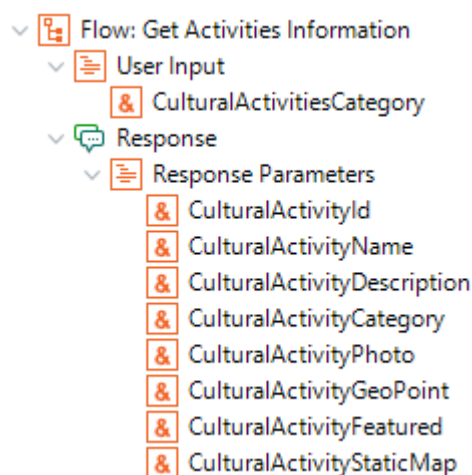 Flow: Get Activities Information
User Input
& CulturalActivitiesCategory
Response
Response Parameters
& CulturalActivityId
& CulturalActivityName
& CulturalActivityDescription
& CulturalActivityCategory
& CulturalActivityPhoto
& CulturalActivityGeoPoint
& CulturalActivityFeatured
& CulturalActivityStaticMap